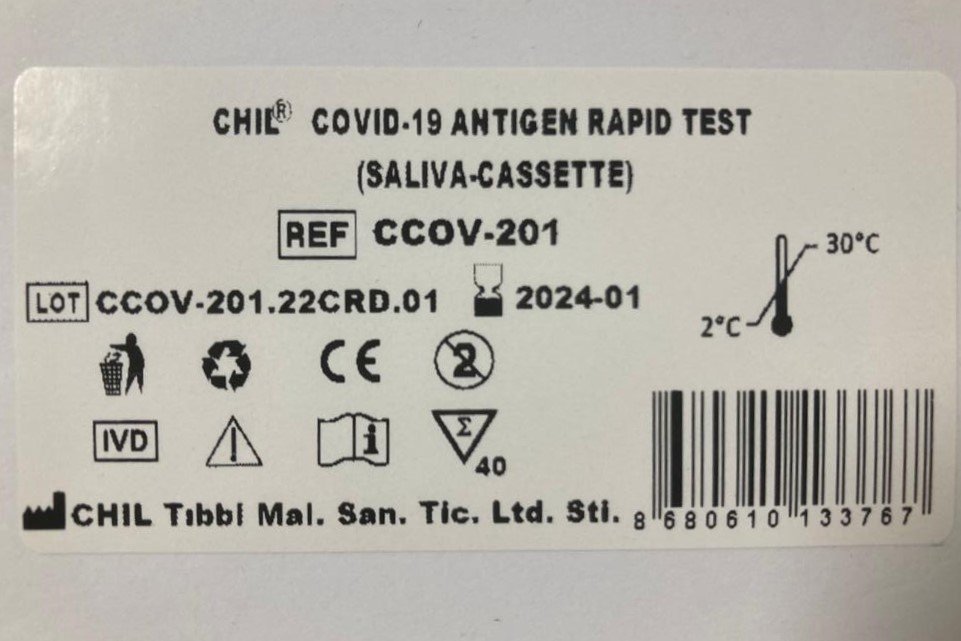 CHIL® COVID-19 ANTIGEN RAPID TEST
(SALIVA-CASSETTE)
REF CCOV-201
LOT CCOV-201.22CRD.01 2024-01
30°C
2°C
CE 2
IVD i Σ 40
CHIL Tıbbi Mal. San. Tic. Ltd. Sti.
8 680610 133767